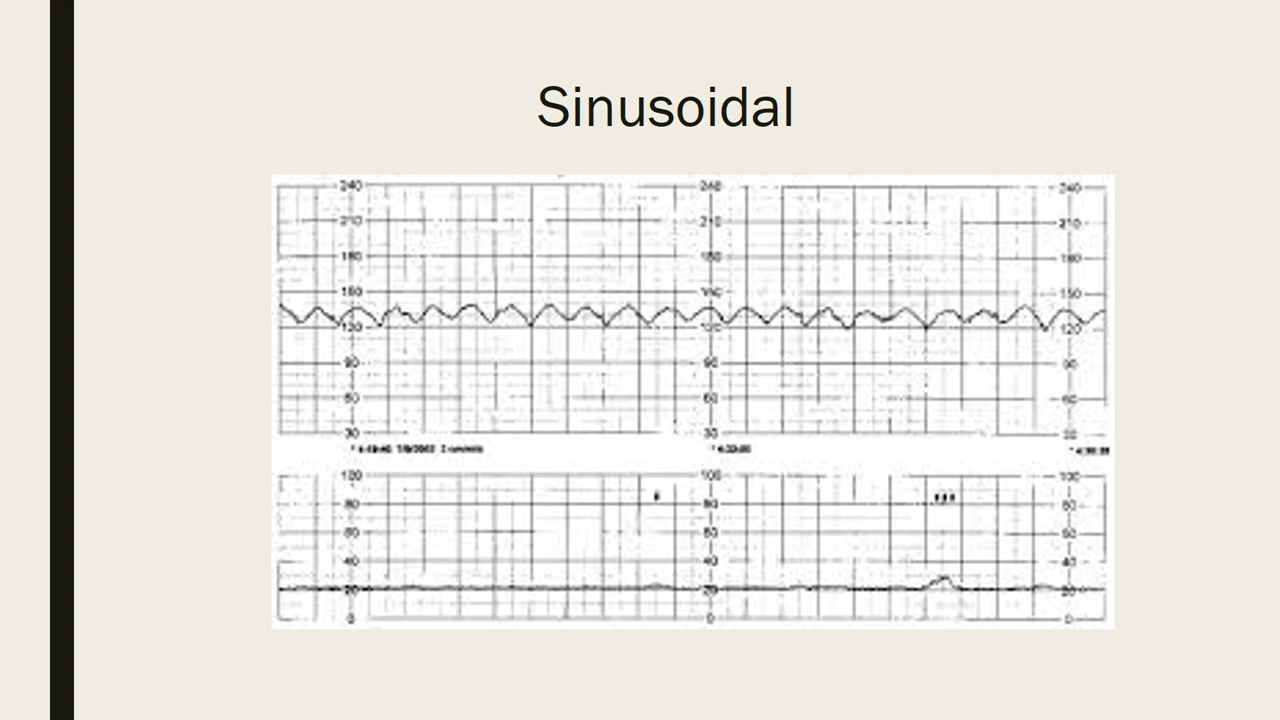 Sinusoidal
240 240 240
210 210 210
180 180 180
150 150
120 120 120
90 90 90
60 60 60
30 30 30
100 100 100
80 80 80
60 60 60
40 40 40
20 20 20
0 0 0